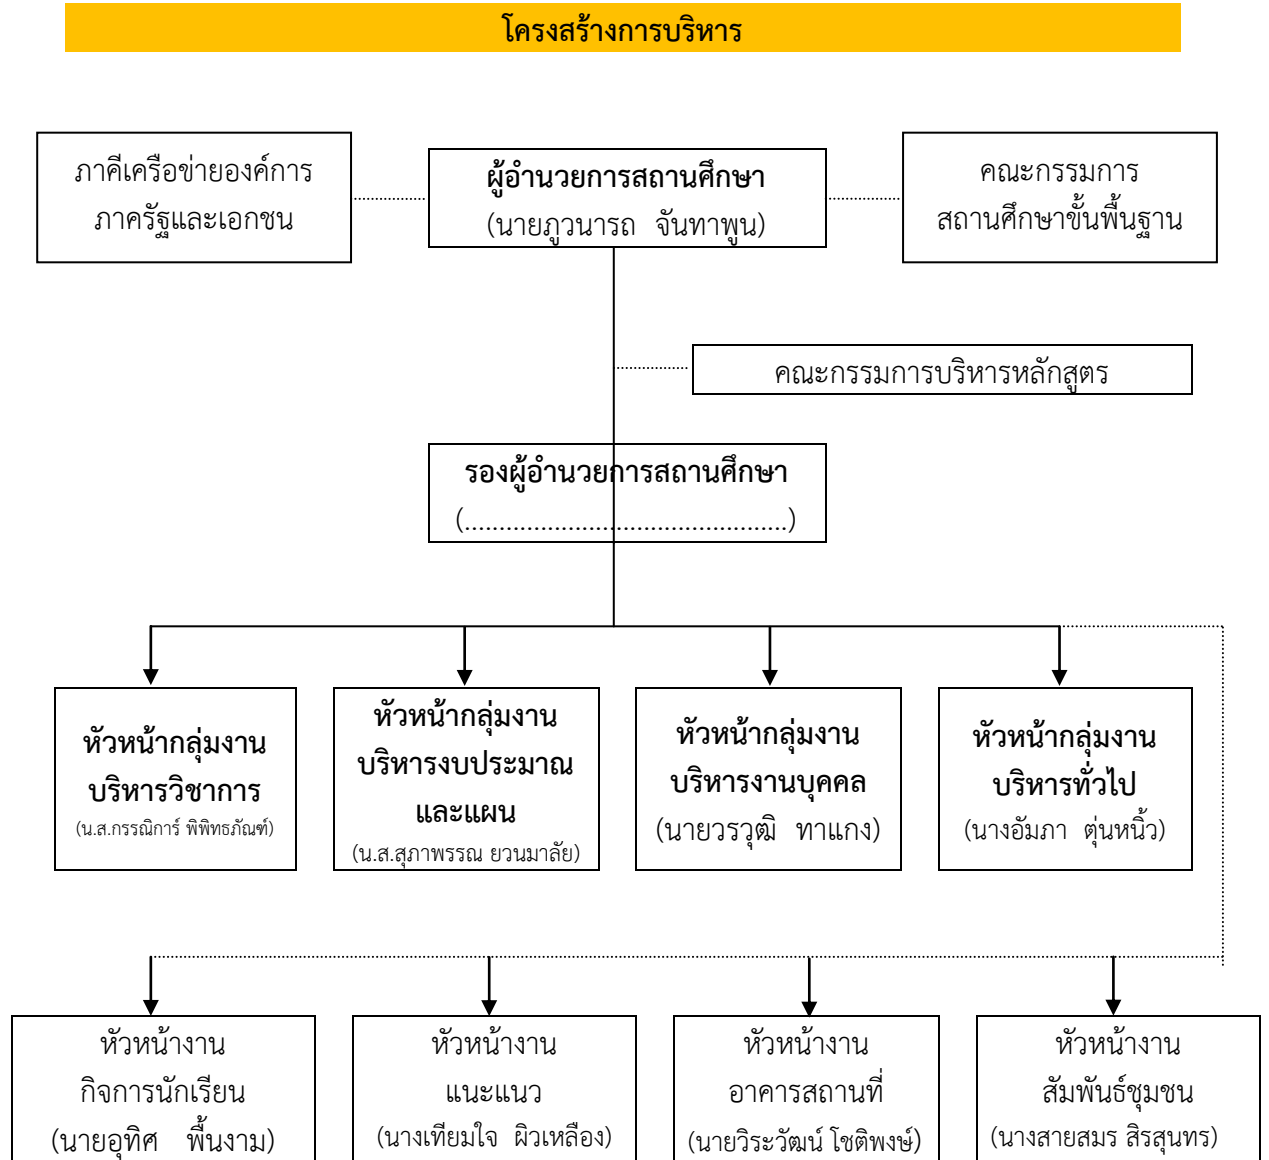 โครงสร้างการบริหาร
ภาคีเครือข่ายองค์การ
ภาครัฐและเอกชน
ผู้อำนวยการสถานศึกษา
(นายภูวนารถ จันทาพูน)
คณะกรรมการ
สถานศึกษาขั้นพื้นฐาน
คณะกรรมการบริหารหลักสูตร
รองผู้อำนวยการสถานศึกษา
(...............................................)
หัวหน้ากลุ่มงาน
บริหารวิชาการ
(น.ส.กรรณิการ์ พิพิทธภัณฑ์)
หัวหน้ากลุ่มงาน
บริหารงบประมาณ
และแผน
(น.ส.สุภาพรรณ ยวนมาลัย)
หัวหน้ากลุ่มงาน
บริหารงานบุคคล
(นายวรวุฒิ ทาแกง)
หัวหน้ากลุ่มงาน
บริหารทั่วไป
(นางอัมภา ตุ่นหนิ้ว)
หัวหน้างาน
กิจการนักเรียน
(นายอุทิศ พื้นงาม)
หัวหน้างาน
แนะแนว
(นางเทียมใจ ผิวเหลือง)
หัวหน้างาน
อาคารสถานที่
(นายวิระวัฒน์ โชติพงษ์)
หัวหน้างาน
สัมพันธ์ชุมชน
(นางสายสมร สิรสุนทร)